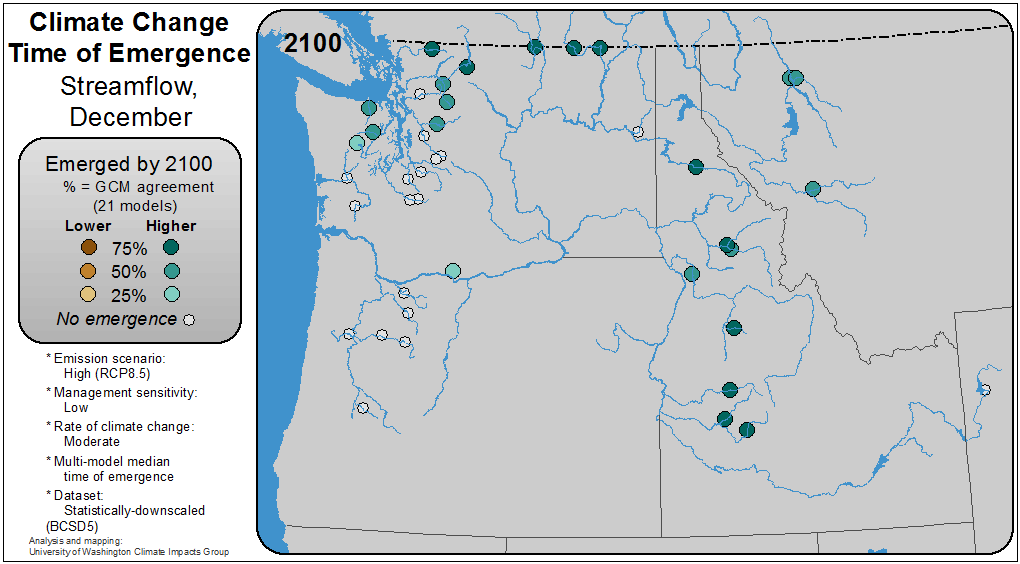 Climate Change
Time of Emergence
Streamflow,
December
2100
Emerged by 2100
% = GCM agreement
(21 models)
Lower Higher
75%
50%
25%
No emergence
* Emission scenario:
High (RCP8.5)
* Management sensitivity:
Low
* Rate of climate change:
Moderate
* Multi-model median
time of emergence
* Dataset:
Statistically-downscaled
(BCSD5)
Analysis and mapping:
University of Washington Climate Impacts Group